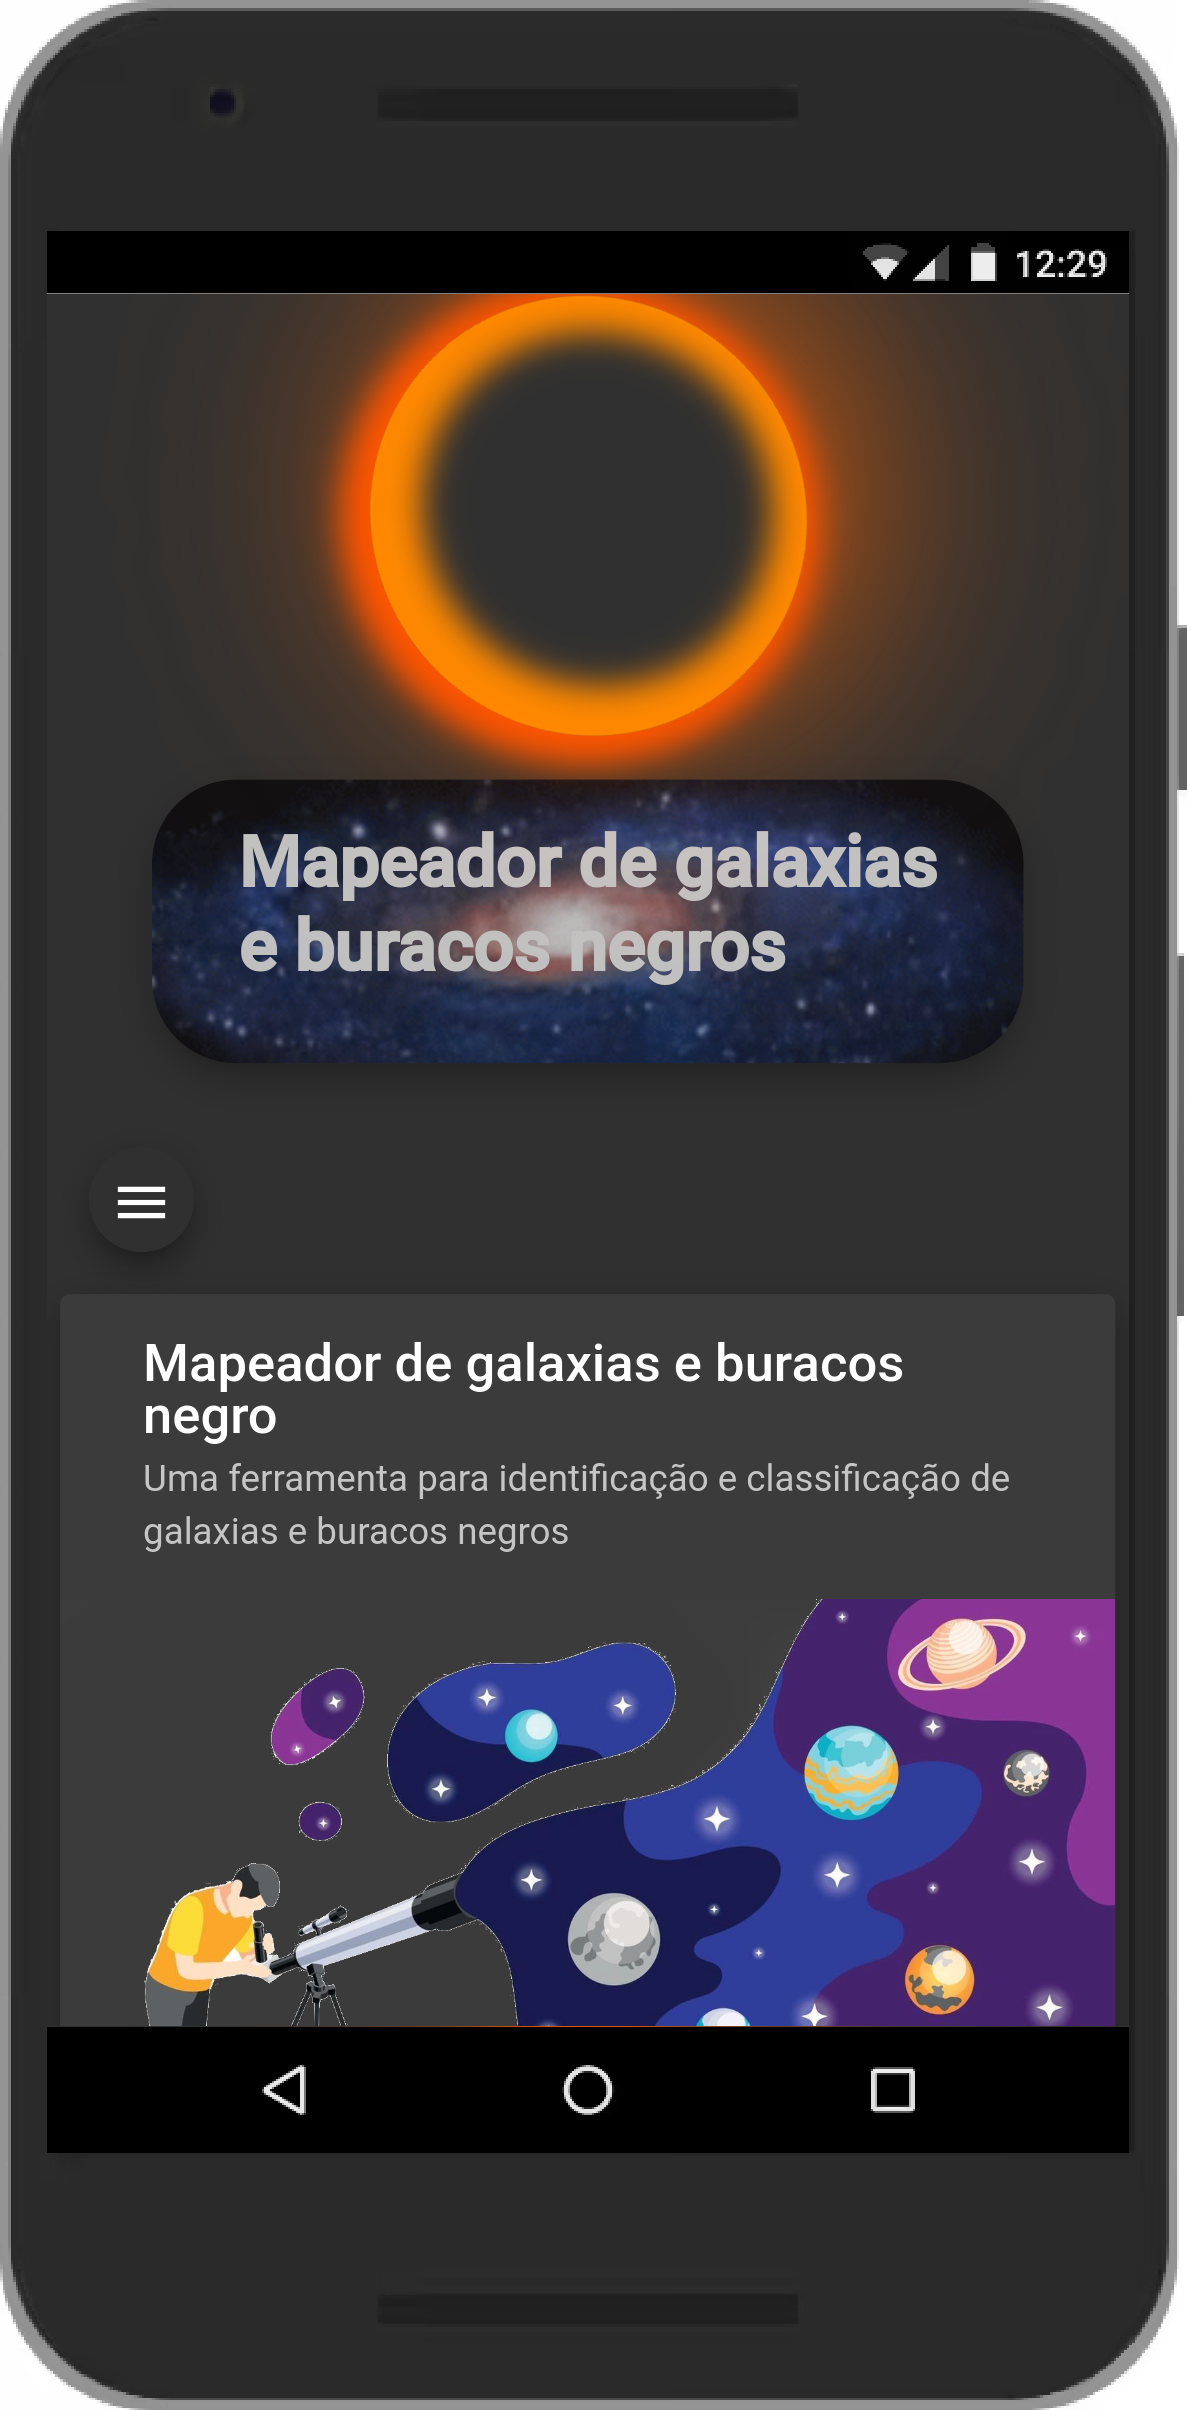 12:29
Mapeador de galaxias
e buracos negros
Mapeador de galaxias e buracos
negro
Uma ferramenta para identificação e classificação de
galaxias e buracos negros